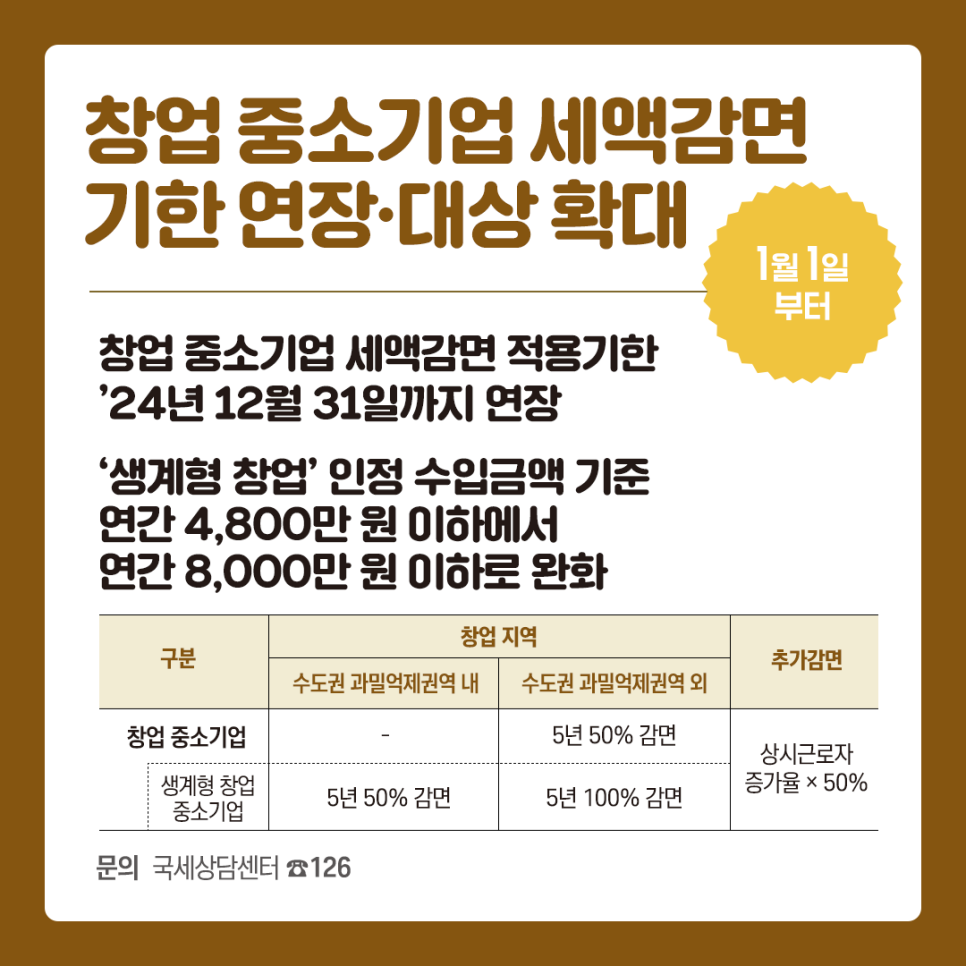 창업 중소기업 세액감면
기한 연장·대상 확대
1월 1일
부터
창업 중소기업 세액감면 적용기한
’24년 12월 31일까지 연장
‘생계형 창업’ 인정 수입금액 기준
연간 4,800만 원 이하에서
연간 8,000만 원 이하로 완화
구분
창업 지역
추가감면
수도권 과밀억제권역 내
수도권 과밀억제권역 외
창업 중소기업
-
5년 50% 감면
상시근로자
증가율 × 50%
생계형 창업
중소기업
5년 50% 감면
5년 100% 감면
문의 국세상담센터 ☎126